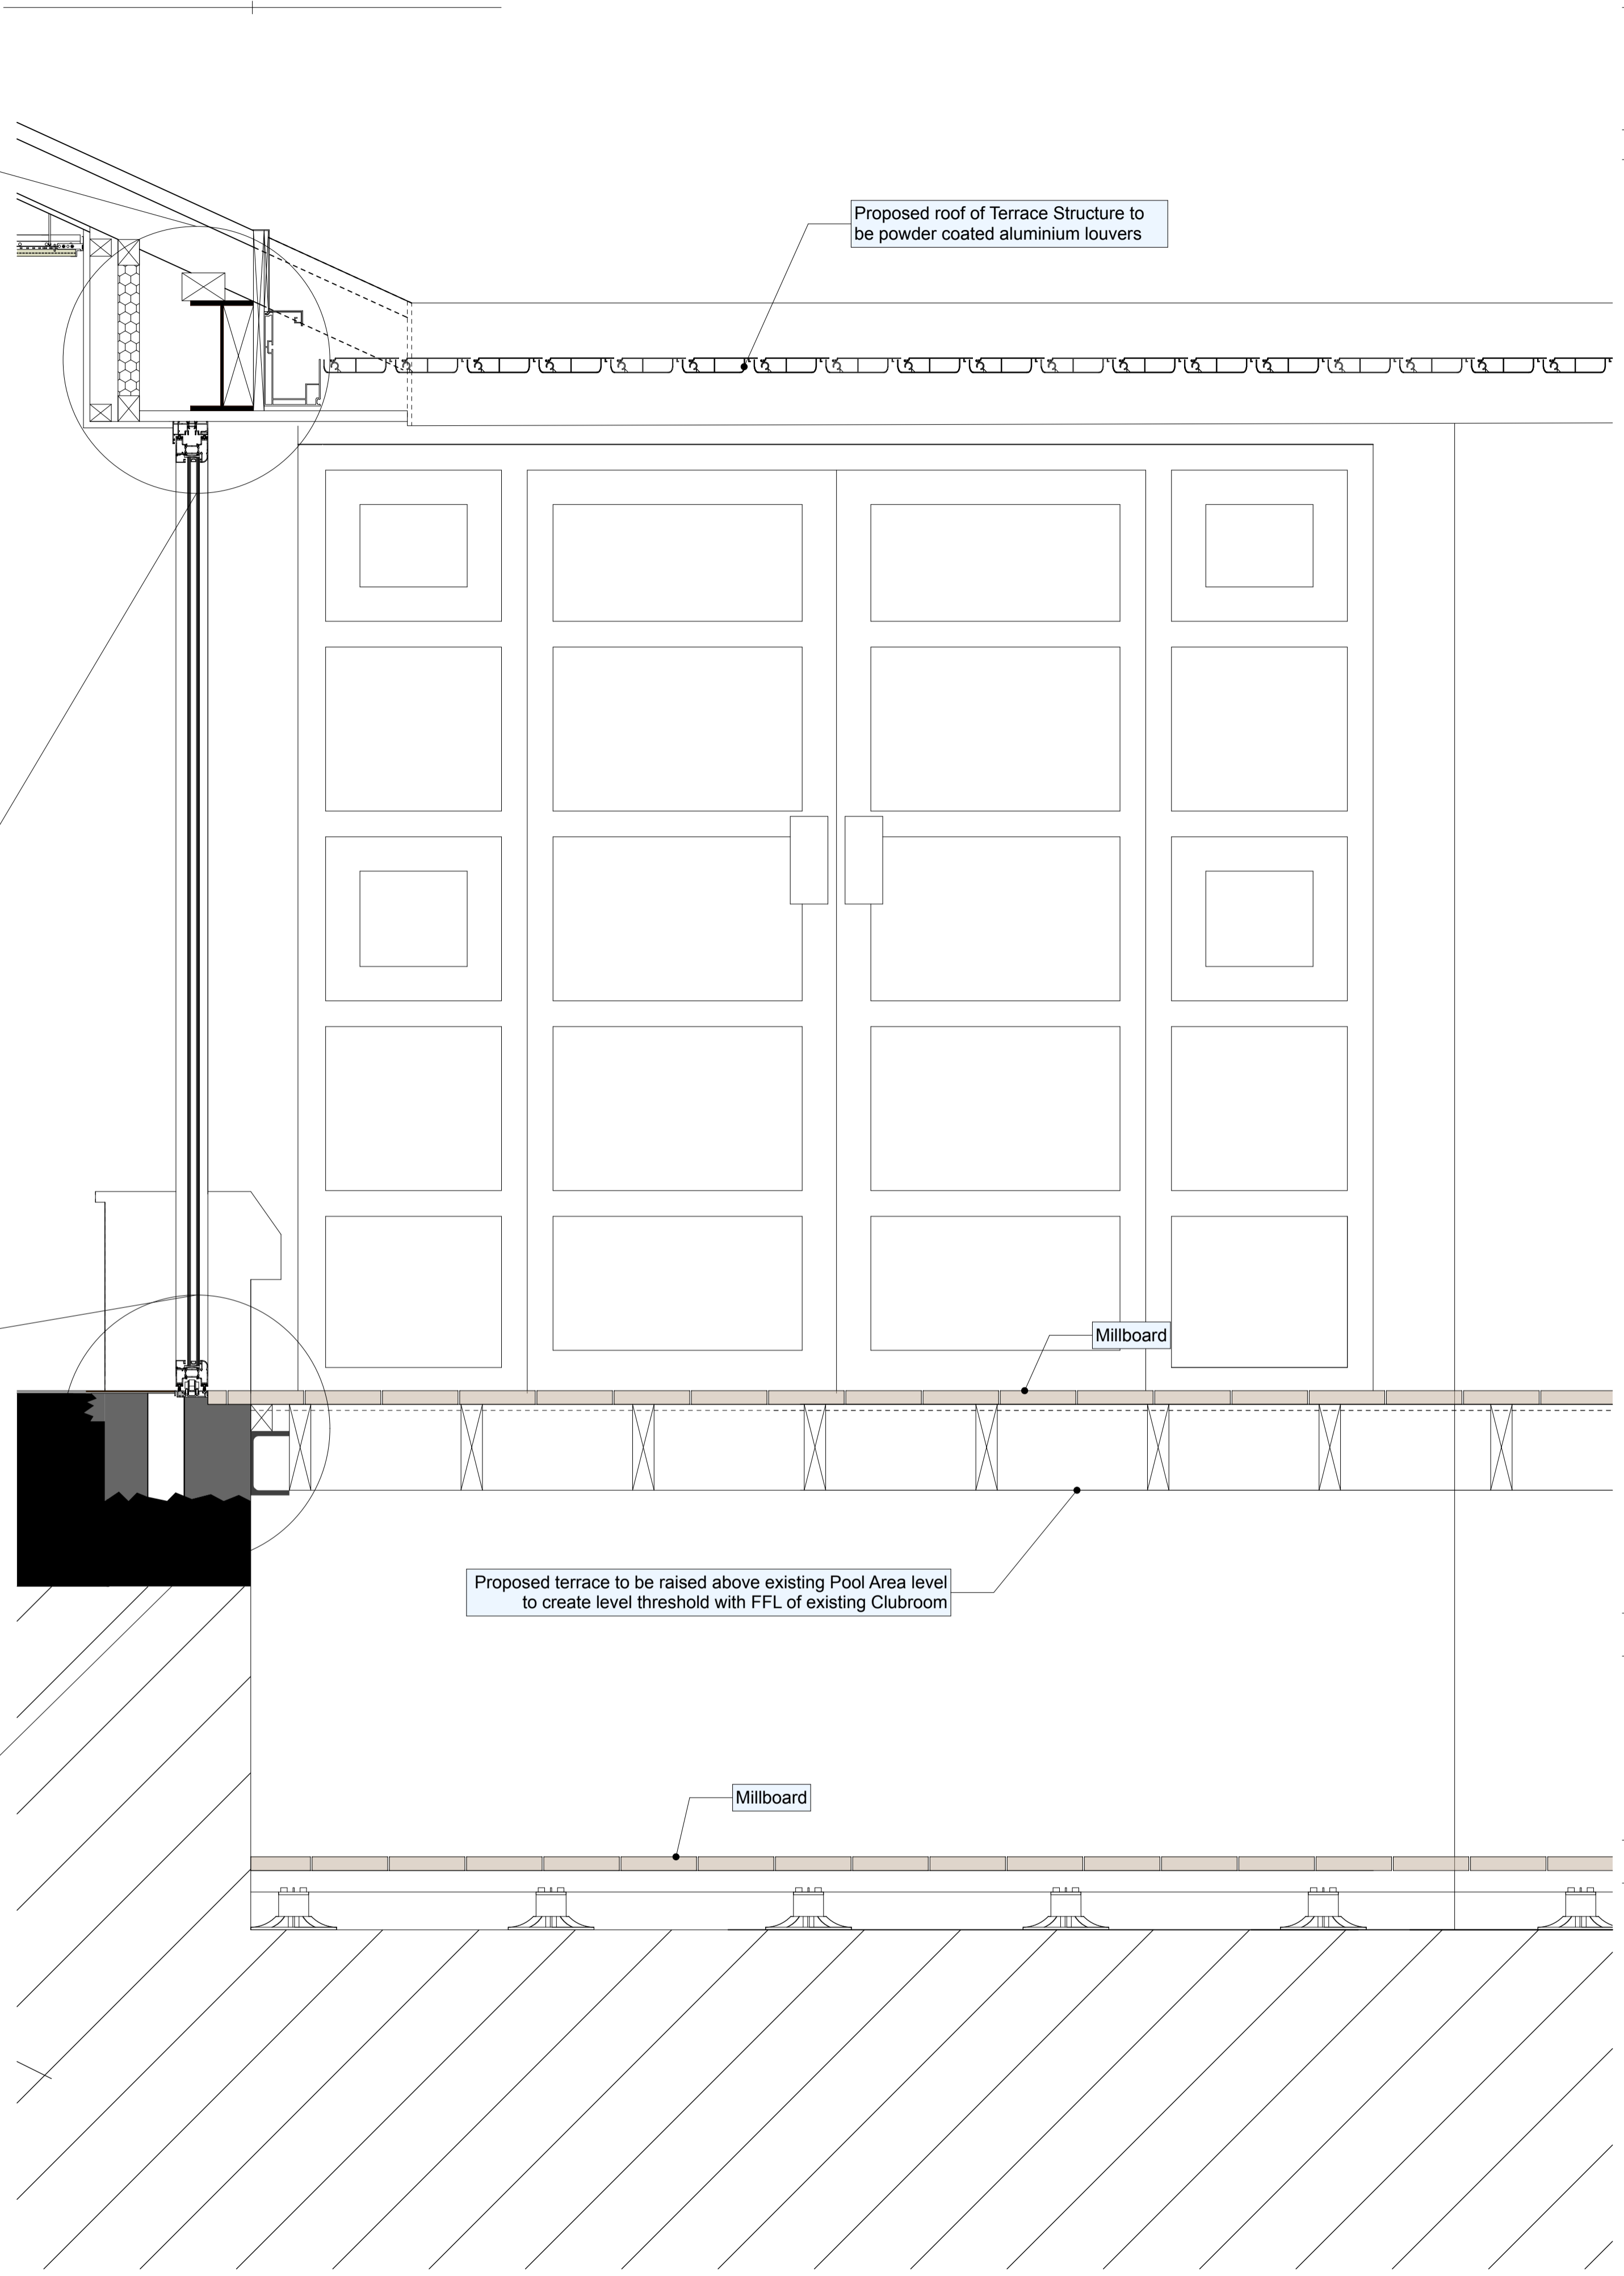 Proposed roof of Terrace Structure to
be powder coated aluminium louvers
Millboard
Proposed terrace to be raised above existing Pool Area level
to create level threshold with FFL of existing Clubroom
Millboard